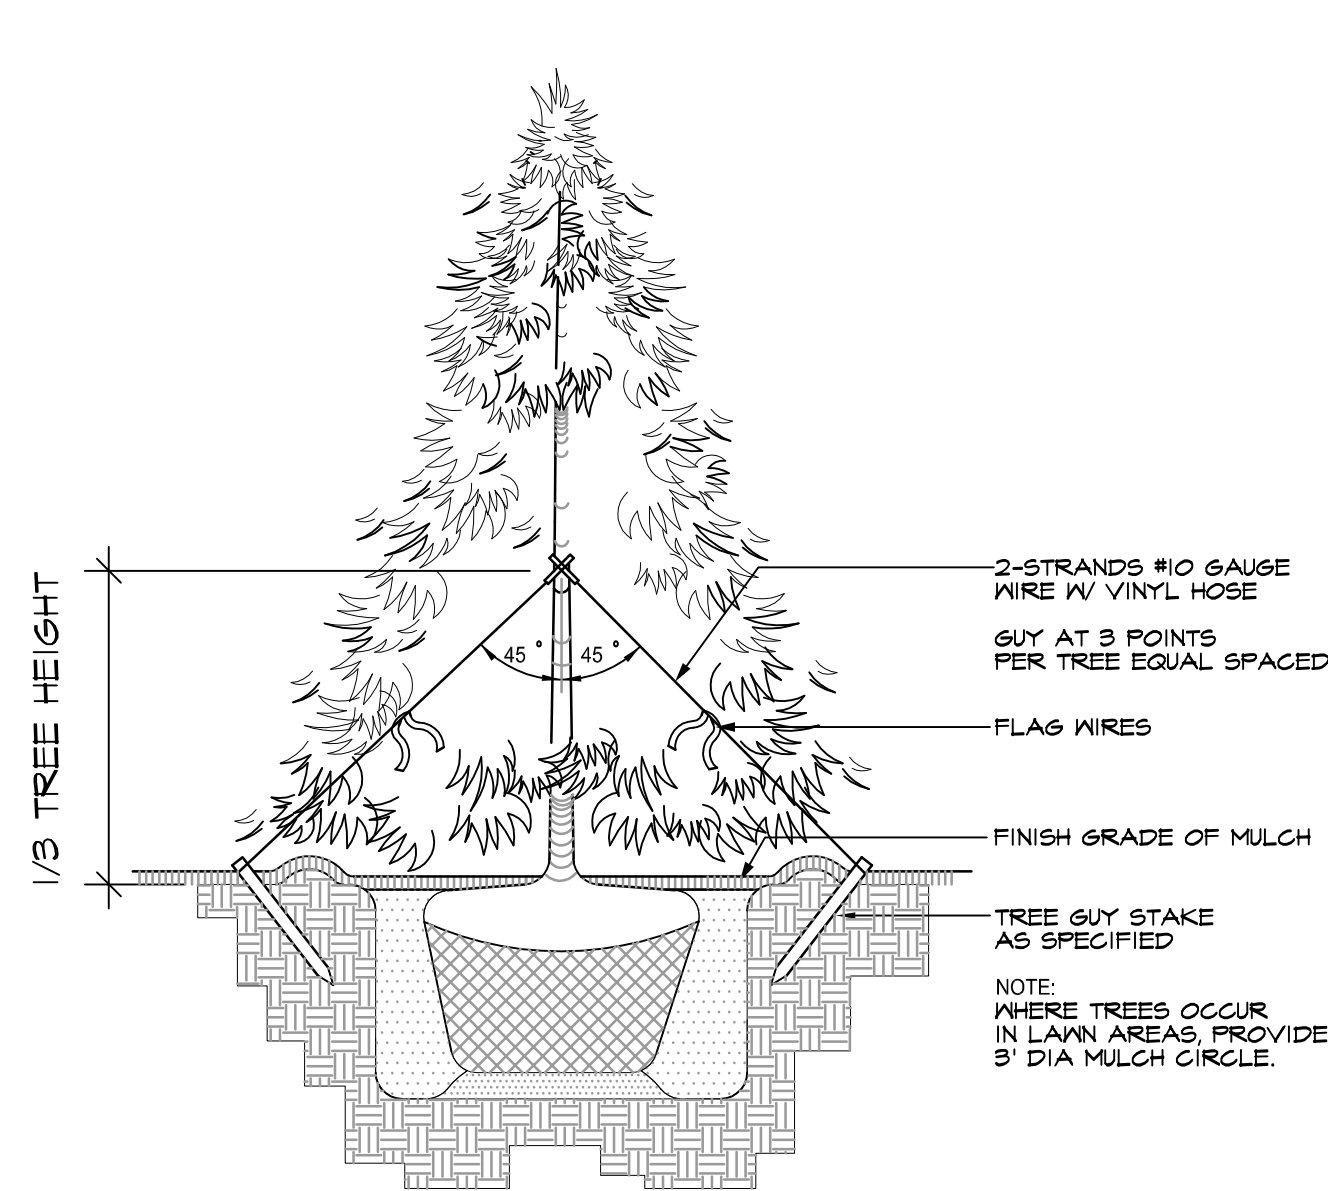 2-STRANDS #10 GAUGE
WIRE W/ VINYL HOSE
GUY AT 3 POINTS
PER TREE EQUAL SPACED
45° 45°
FLAG WIRES
1/3 TREE HEIGHT
FINISH GRADE OF MULCH
TREE GUY STAKE
AS SPECIFIED
NOTE:
WHERE TREES OCCUR
IN LAWN AREAS, PROVIDE
3' DIA MULCH CIRCLE.